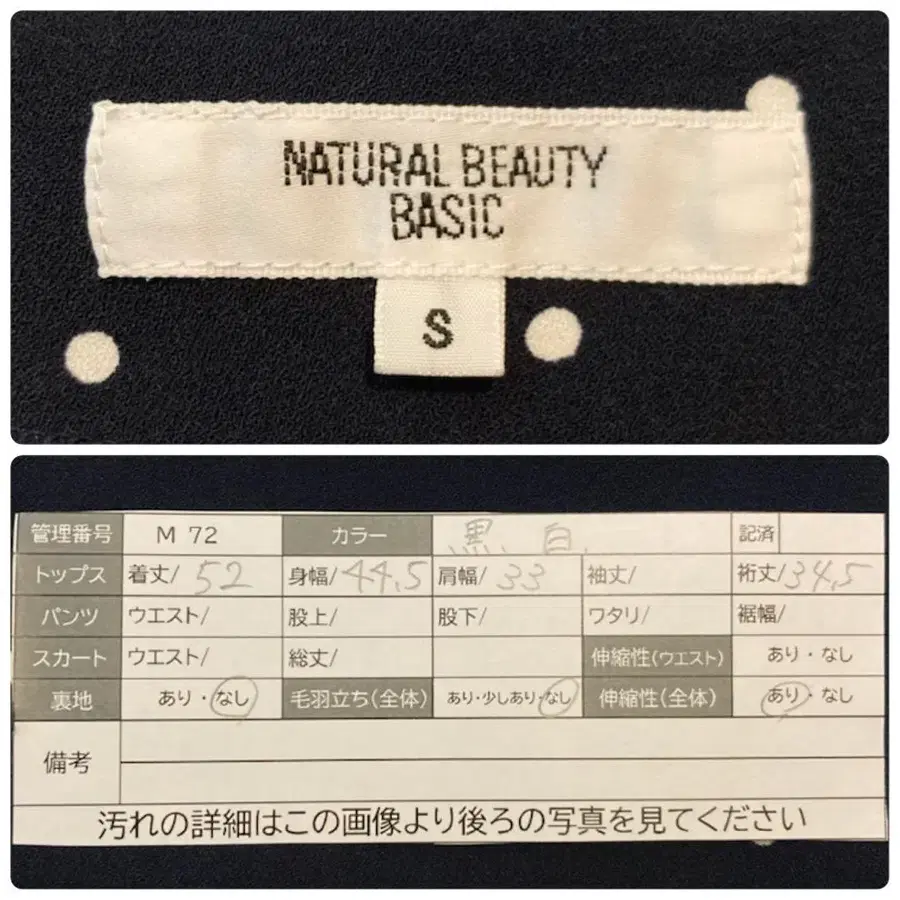 NATURAL BEAUTY
BASIC
S
管理番号 M 72 カラー 黒、白、 記済
トップス 着丈/52 身幅/44,5 肩幅/33 袖丈/ 裄丈/34,5
パンツ ウエスト/ 股上/ 股下/ ワタリ/ 裾幅/
スカート ウエスト/ 総丈/ 伸縮性(ウエスト) あり・なし
裏地 あり・なし 毛羽立ち(全体) あり・少しあり・なし 伸縮性(全体) あり・なし
備考
汚れの詳細はこの画像より後ろの写真を見てください